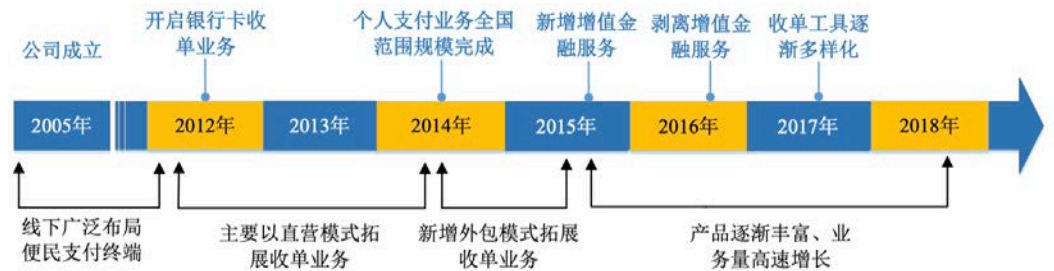 公司成立
开启银行卡收
单业务
个人支付业务全国
范围规模完成
新增增值金
融服务
剥离增值金
融服务
收单工具逐
渐多样化
2005年
2012年
2013年
2014年
2015年
2016年
2017年
2018年
线下广泛布局
便民支付终端
主要以直营模式拓
展收单业务
新增外包模式拓展
收单业务
产品逐渐丰富、业
务量高速增长